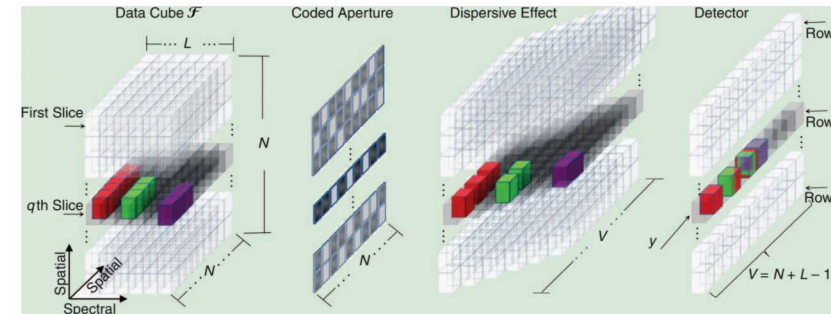 Data Cube ℱ
Coded Aperture
Dispersive Effect
Detector
L
Row
First Slice
N
Row
qth Slice
Row
N
N
V
y
V = N + L − 1
Spatial
Spatial
Spectral